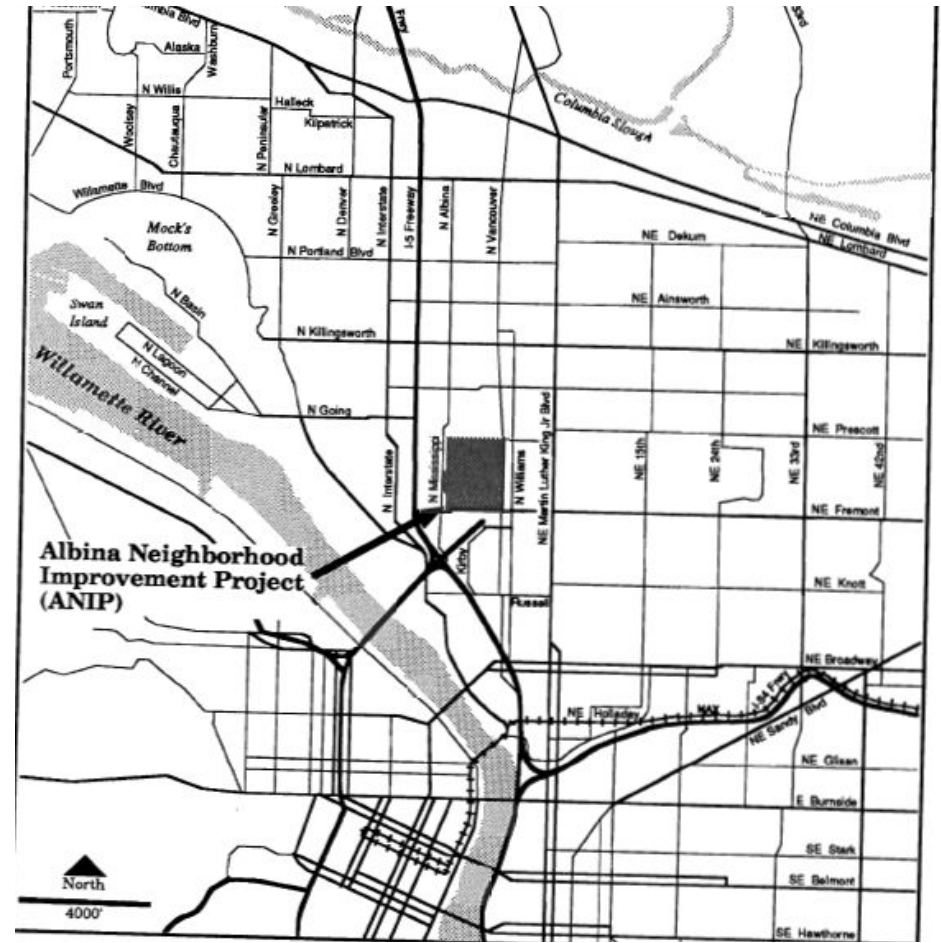 Columbia Blvd
Frwy
33rd
Portsmouth
Alaska
Washburn
N Willis
Halleck
Kilpatrick
Columbia Slough
Woolsey
Chautauqua
N Peninsular
N Lombard
Willamette Blvd
N Greeley
N Denver
N Interstate
I-5 Freeway
N Albina
N Vancouver
NE Columbia Blvd
NE Lombard
Mock's
Bottom
N Portland Blvd
NE Dekum
N Basin
Swan
Island
NE Ainsworth
N Killingsworth
NE Killingsworth
N Lagoon
N Channel
Willamette River
N Going
NE Prescott
N Interstate
N Mississippi
N Williams
NE Martin Luther King Jr Blvd
NE 15th
NE 24th
NE 33rd
NE 42nd
NE Fremont
Albina Neighborhood
Improvement Project
(ANIP)
Kirby
NE Knott
Russell
NE Broadway
I-84 Frwy
NE Holladay
MAX
NE Sandy Blvd
NE Glisan
E Burnside
SE Stark
North
SE Belmont
4000'
SE Hawthorne